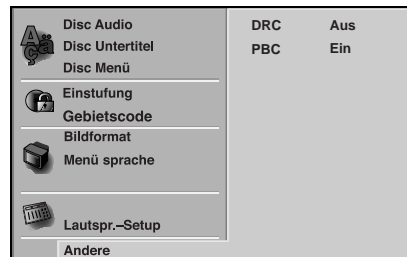 Disc Audio
Disc Untertitel
Disc Menü
Einstufung
Gebietscode
Bildformat
Menü sprache
Lautspr.–Setup
Andere
DRC Aus
PBC Ein